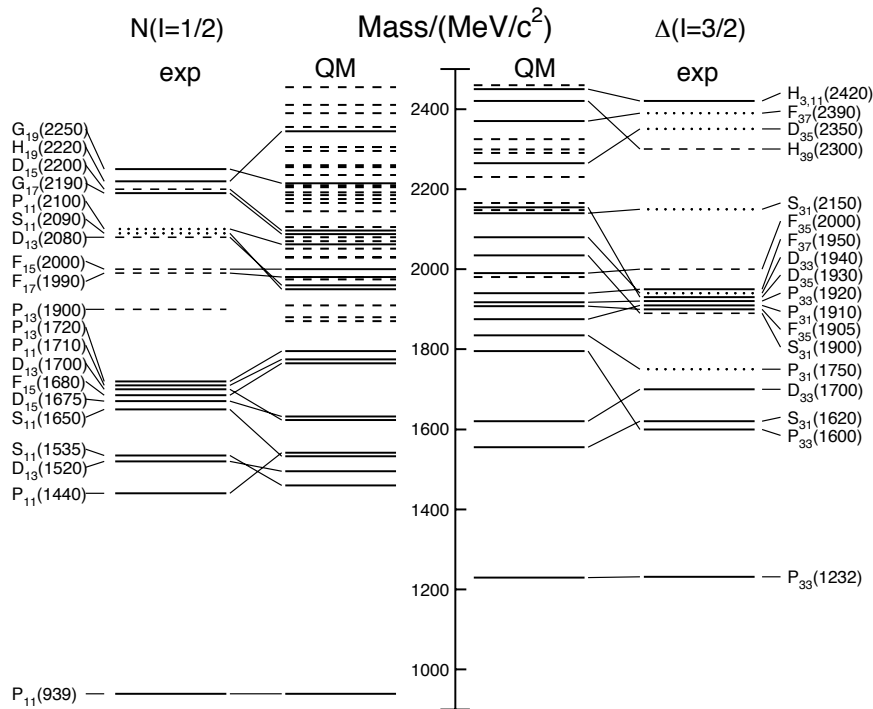 N(I=1/2) Mass/(MeV/c²) Δ(I=3/2)
exp QM QM exp
G₁₉(2250)
H₁₉(2220)
D₁₅(2200)
G₁₇(2190)
P₁₁(2100)
S₁₁(2090)
D₁₃(2080)
F₁₅(2000)
F₁₇(1990)
P₁₃(1900)
P₁₃(1720)
P₁₁(1710)
D₁₃(1700)
F₁₅(1680)
D₁₅(1675)
S₁₁(1650)
S₁₁(1535)
D₁₃(1520)
P₁₁(1440)
P₁₁(939)
2400
2200
2000
1800
1600
1400
1200
1000
H₃,₁₁(2420)
F₃₇(2390)
D₃₅(2350)
H₃₉(2300)
S₃₁(2150)
F₃₅(2000)
F₃₇(1950)
D₃₃(1940)
D₃₅(1930)
P₃₃(1920)
P₃₁(1910)
F₃₅(1905)
S₃₁(1900)
P₃₁(1750)
D₃₃(1700)
S₃₁(1620)
P₃₃(1600)
P₃₃(1232)